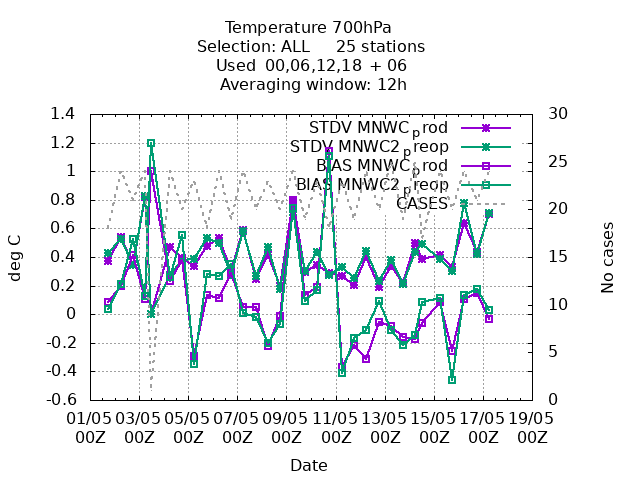 Temperature 700hPa
Selection: ALL 25 stations
Used 00,06,12,18 + 06
Averaging window: 12h
1.4 30
STDV MNWC_prod
1.2
STDV MNWC2_preop
25
1 BIAS MNWC_prod
BIAS MNWC2_preop
0.8 CASES 20
0.6
0.4 15
0.2
10
0
-0.2 5
-0.4
-0.6 0
deg C
No cases
01/05 03/05 05/05 07/05 09/05 11/05 13/05 15/05 17/05 19/05
00Z 00Z 00Z 00Z 00Z 00Z 00Z 00Z 00Z 00Z
Date